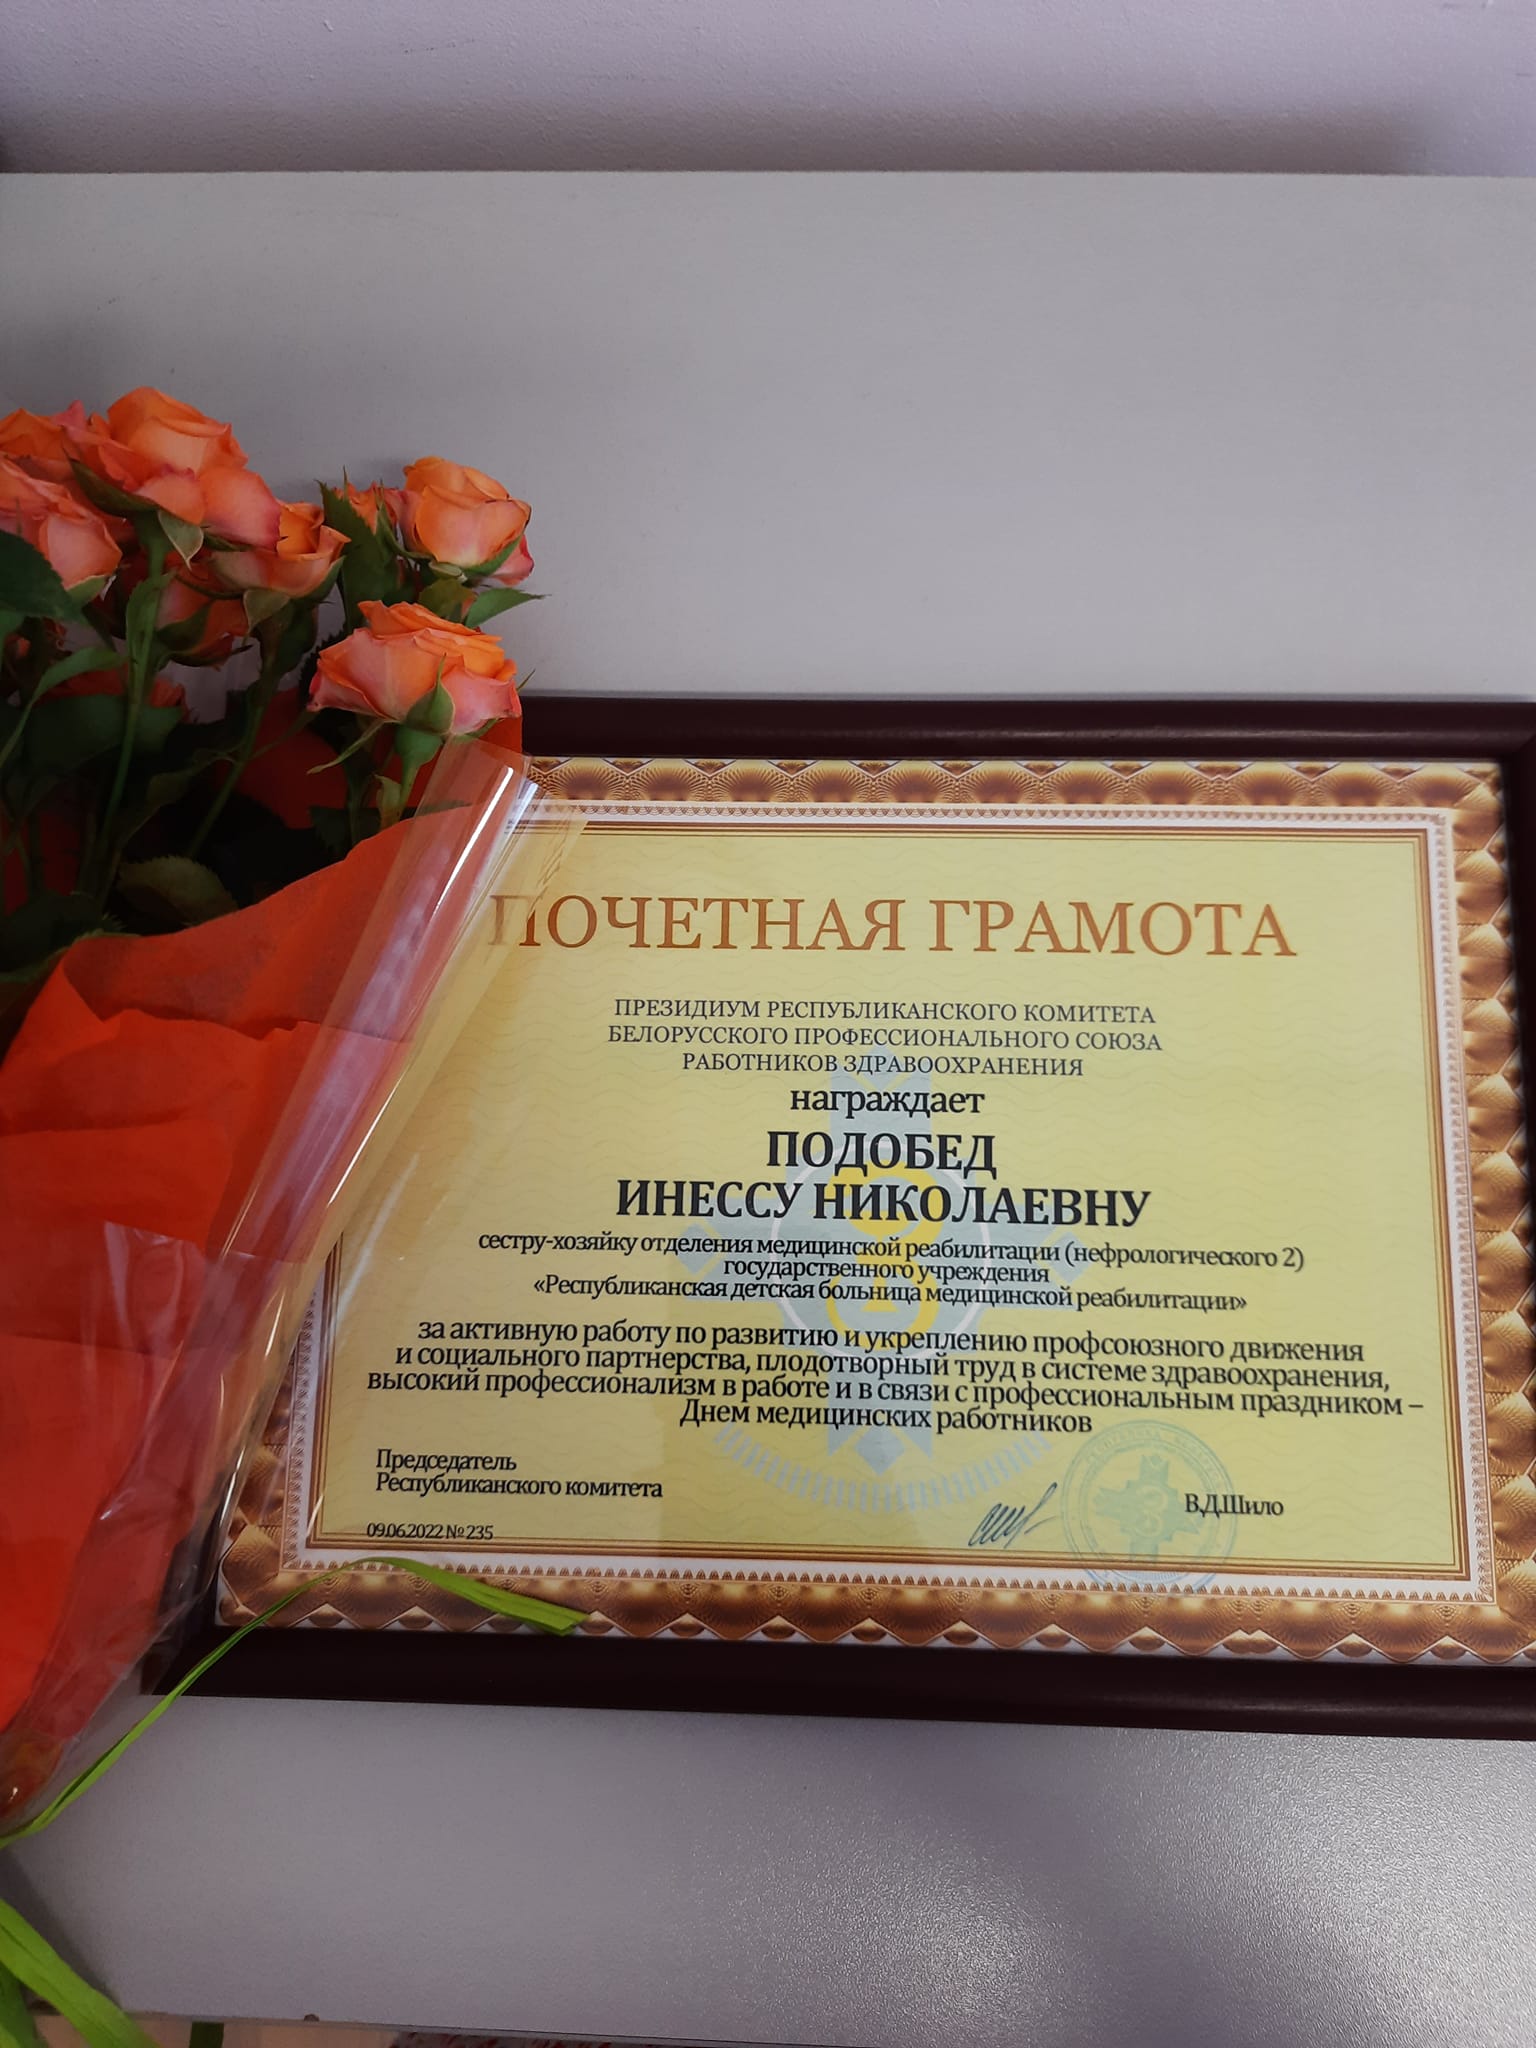 ПОЧЕТНАЯ ГРАМОТА
ПРЕЗИДИУМ РЕСПУБЛИКАНСКОГО КОМИТЕТА
БЕЛОРУССКОГО ПРОФЕССИОНАЛЬНОГО СОЮЗА
РАБОТНИКОВ ЗДРАВООХРАНЕНИЯ
награждает
ПОДОБЕД
ИНЕССУ НИКОЛАЕВНУ
сестру-хозяйку отделения медицинской реабилитации (нефрологического 2)
государственного учреждения
«Республиканская детская больница медицинской реабилитации»
за активную работу по развитию и укреплению профсоюзного движения
и социального партнерства, плодотворный труд в системе здравоохранения,
высокий профессионализм в работе и в связи с профессиональным праздником –
Днем медицинских работников
Председатель
Республиканского комитета
В.Д.Шило
09.06.2022 № 235